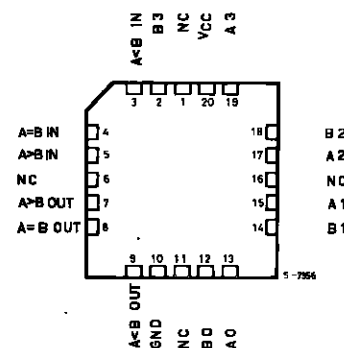 A<B IN
B3
NC
VCC
A3
3 2 1 20 19
A=B IN 4
A>B IN 5
NC 6
A>B OUT 7
A=B OUT 8
18 B2
17 A2
16 NC
15 A1
14 B1
9 10 11 12 13
S-7956
A<B OUT
GND
NC
B0
A0